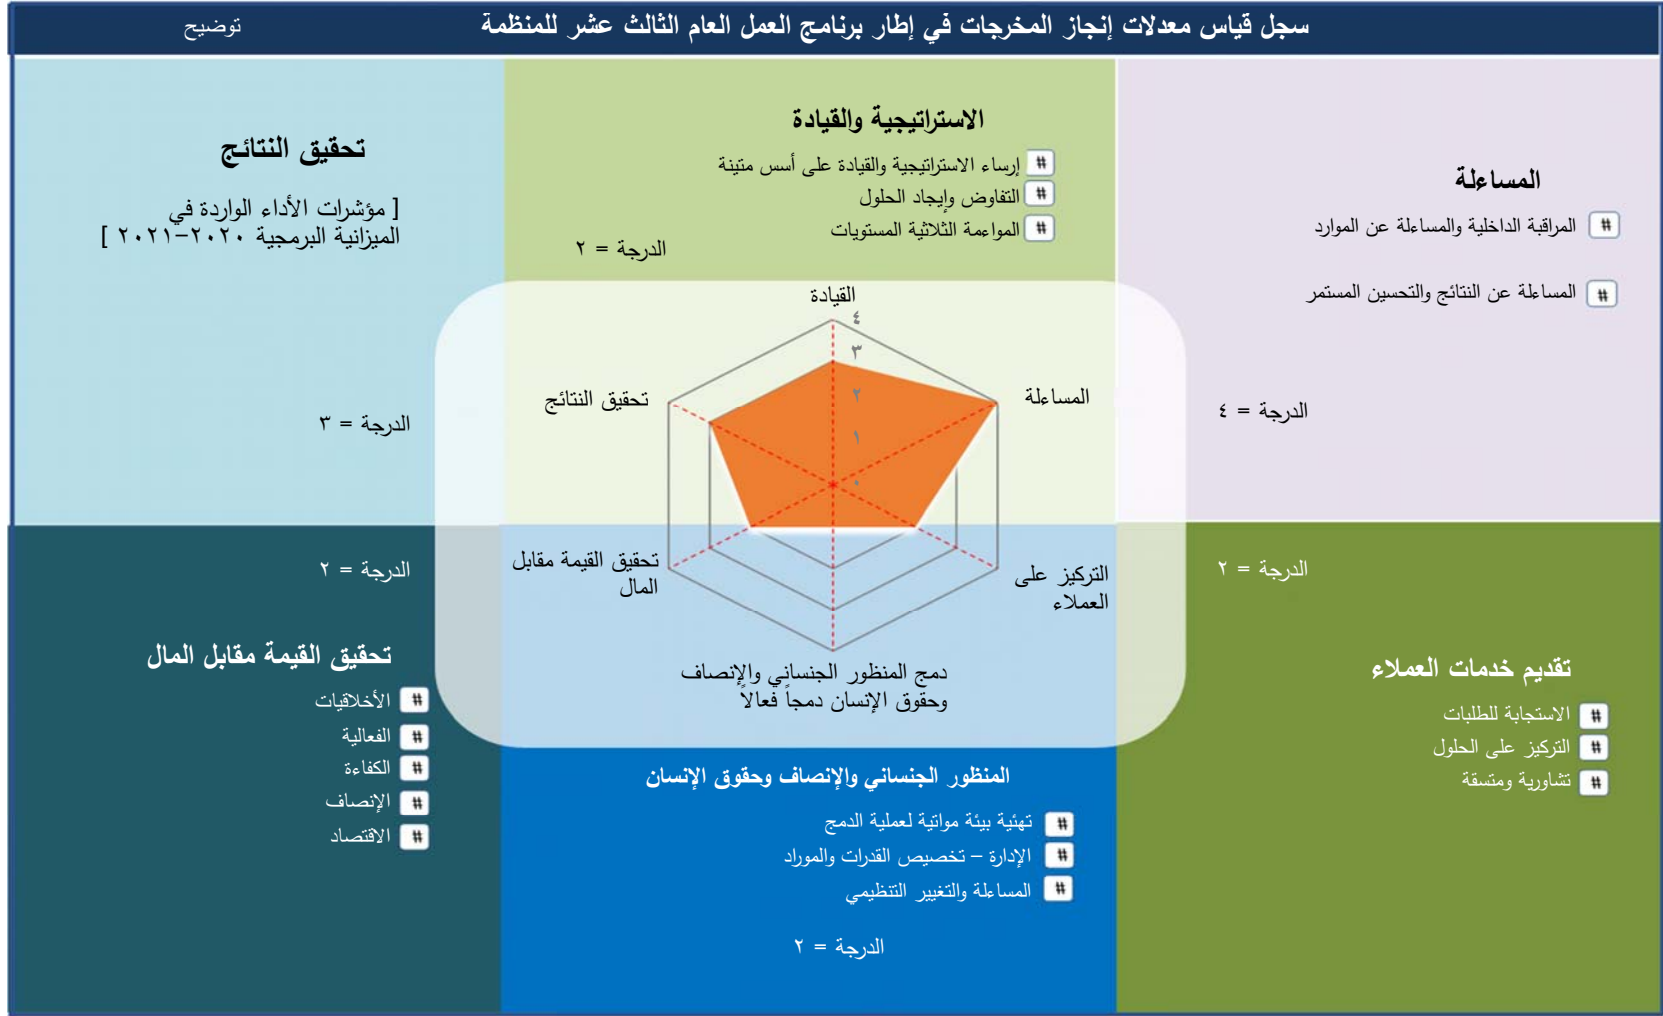 سجل قياس معدلات إنجاز المخرجات في إطار برنامج العمل العام الثالث عشر للمنظمة
توضيح
المساءلة
# المراقبة الداخلية والمساءلة عن الموارد
# المساءلة عن النتائج والتحسين المستمر
الدرجة = ٤
الاستراتيجية والقيادة
# إرساء الاستراتيجية والقيادة على أسس متينة
# التفاوض وإيجاد الحلول
# المواءمة الثلاثية المستويات
الدرجة = ٢
تحقيق النتائج
[ مؤشرات الأداء الواردة في
الميزانية البرمجية ٢٠٢٠-٢٠٢١ ]
الدرجة = ٣
القيادة
٤
٣
٢
١
٠
المساءلة
تحقيق النتائج
التركيز على
العملاء
تحقيق القيمة مقابل
المال
دمج المنظور الجنساني والإنصاف
وحقوق الإنسان دمجاً فعالاً
الدرجة = ٢
تقديم خدمات العملاء
# الاستجابة للطلبات
# التركيز على الحلول
# تشاورية ومتسقة
المنظور الجنساني والإنصاف وحقوق الإنسان
# تهئية بيئة مواتية لعملية الدمج
# الإدارة – تخصيص القدرات والموراد
# المساءلة والتغيير التنظيمي
الدرجة = ٢
الدرجة = ٢
تحقيق القيمة مقابل المال
# الأخلاقيات
# الفعالية
# الكفاءة
# الإنصاف
# الاقتصاد